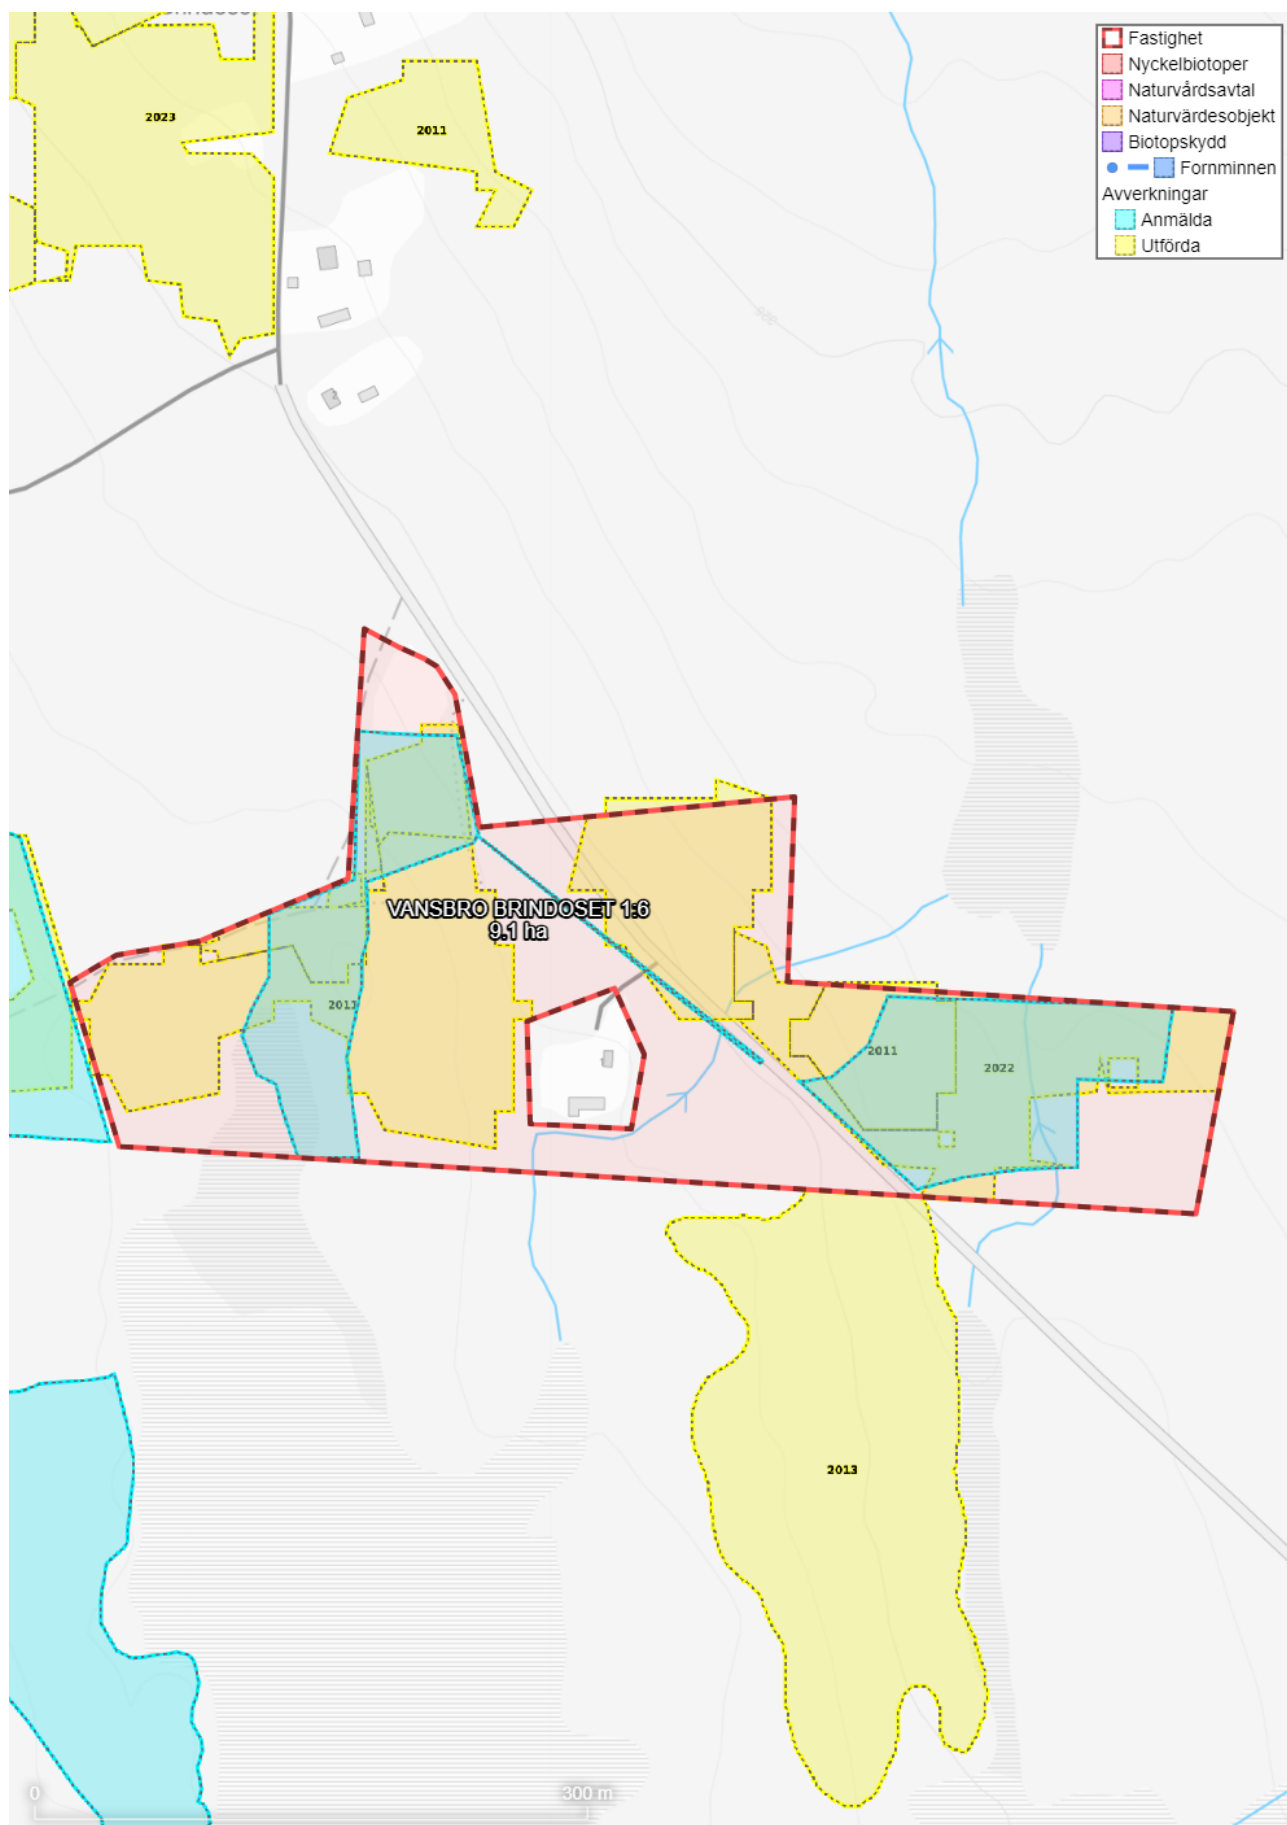 Fastighet
Nyckelbiotoper
Naturvårdsavtal
Naturvärdesobjekt
Biotopskydd
Fornminnen
Avverkningar
Anmälda
Utförda
2023
2011
VANSBRO BRINDOSET 1:6
9.1 ha
2011
2022
2013
0
300 m